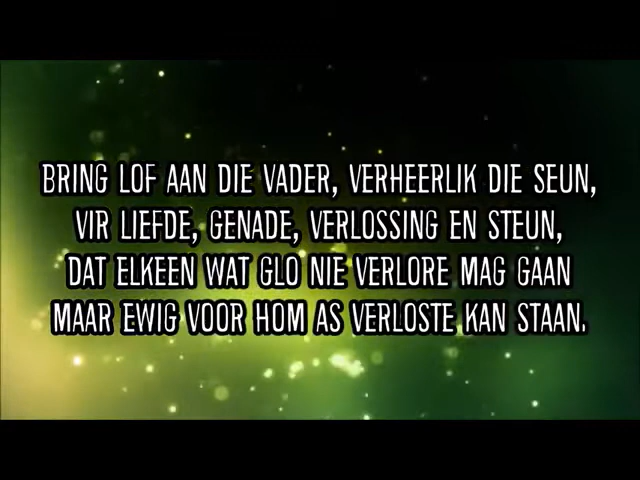 BRING LOF AAN DIE VADER, VERHEERLIK DIE SEUN,
VIR LIEFDE, GENADE, VERLOSSING EN STEUN,
DAT ELKEEN WAT GLO NIE VERLORE MAG GAAN
MAAR EWIG VOOR HOM AS VERLOSTE KAN STAAN.